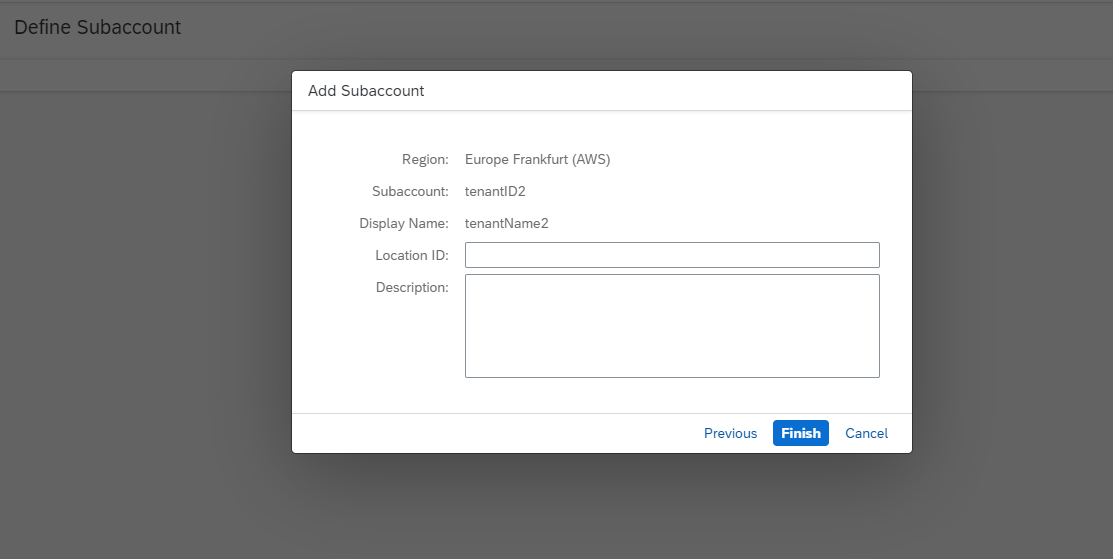 Define Subaccount
Add Subaccount
Region: Europe Frankfurt (AWS)
Subaccount: tenantID2
Display Name: tenantName2
Location ID:
Description:
Previous Finish Cancel